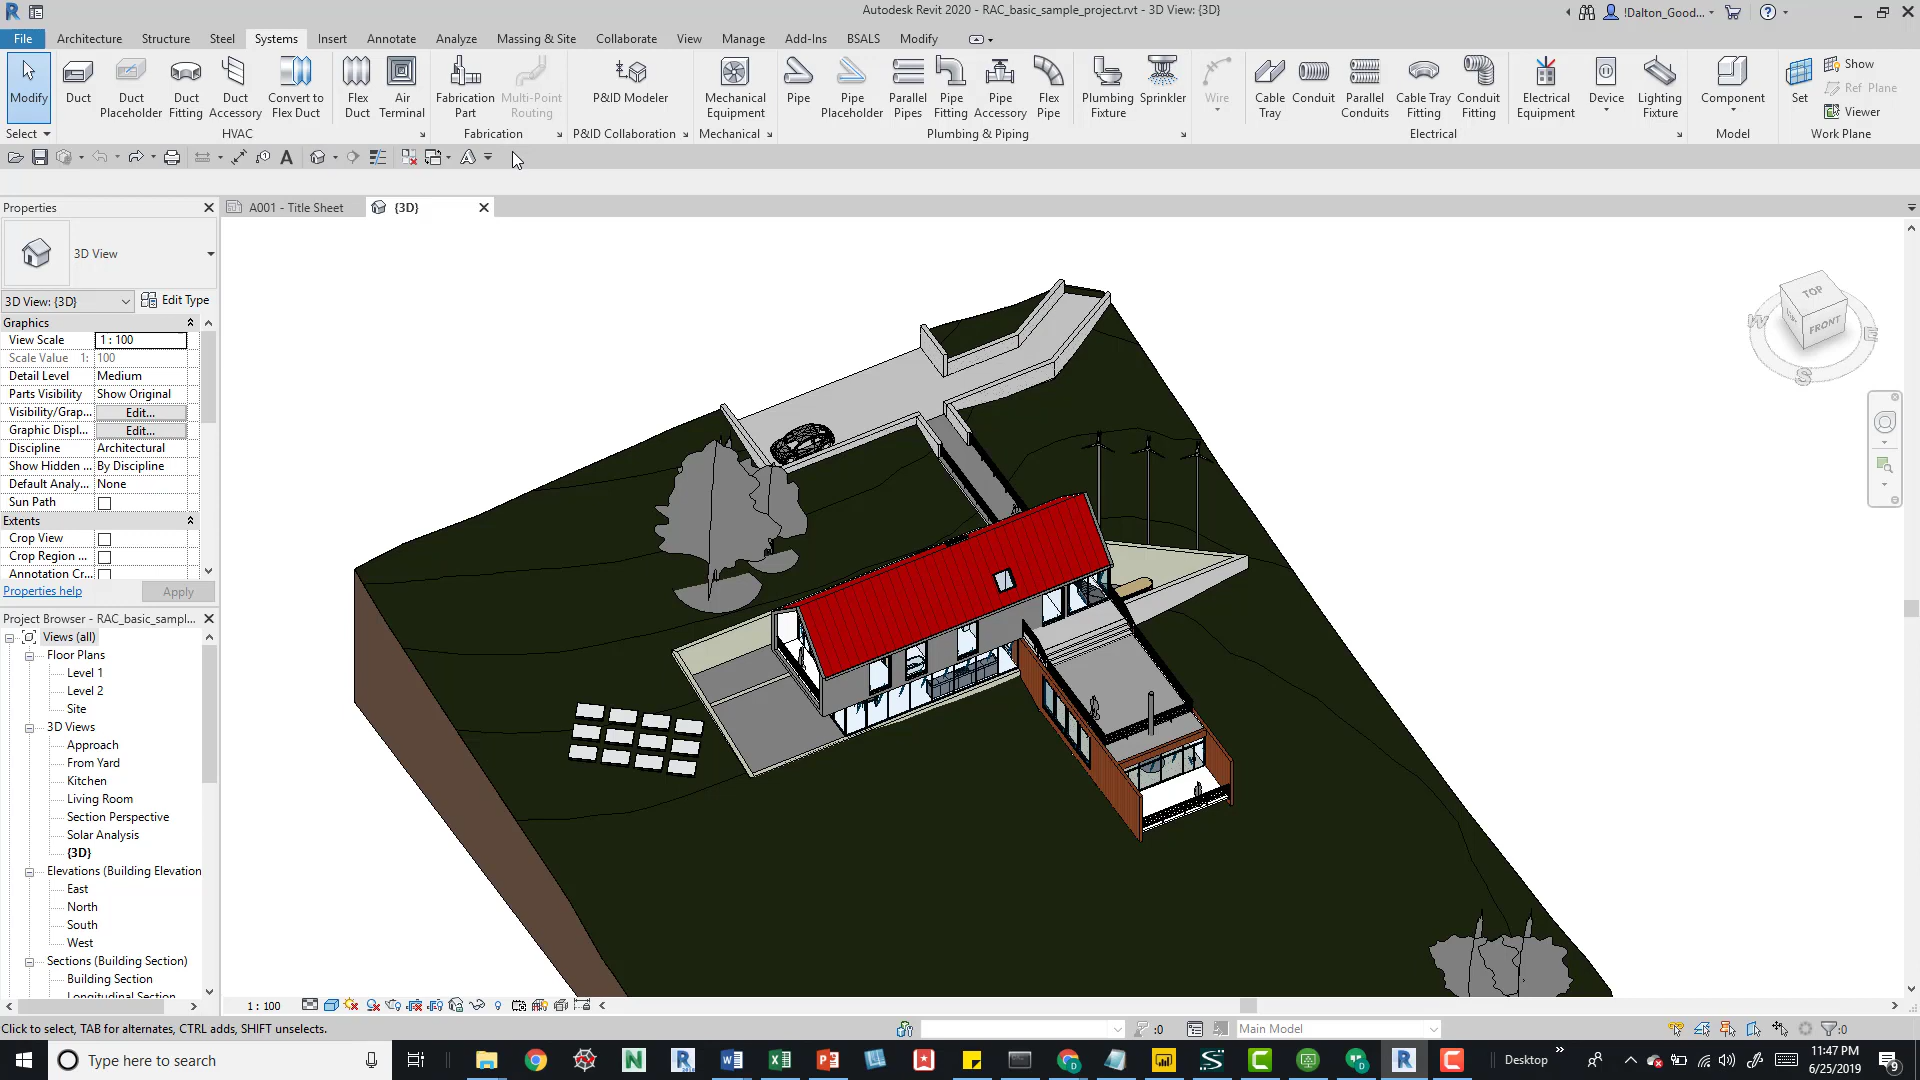 Autodesk Revit 2020 - RAC_basic_sample_project.rvt - 3D View: {3D}
!Dalton_Good...
File Architecture Structure Steel Systems Insert Annotate Analyze Massing & Site Collaborate View Manage Add-Ins BSALS Modify
Modify
Duct
Duct Placeholder
Duct Fitting
Duct Accessory
Convert to Flex Duct
Flex Duct
Air Terminal
Fabrication Part
Multi-Point Routing
P&ID Modeler
Mechanical Equipment
Pipe
Pipe Placeholder
Parallel Pipes
Pipe Fitting
Pipe Accessory
Flex Pipe
Plumbing Fixture
Sprinkler
Wire
Cable Tray
Conduit
Parallel Conduits
Cable Tray Fitting
Conduit Fitting
Electrical Equipment
Device
Lighting Fixture
Component
Set
Show
Ref Plane
Viewer
Select HVAC Fabrication P&ID Collaboration Mechanical Plumbing & Piping Electrical Model Work Plane
Properties
A001 - Title Sheet
{3D}
3D View
3D View: {3D} Edit Type
Graphics
View Scale 1 : 100
Scale Value 1: 100
Detail Level Medium
Parts Visibility Show Original
Visibility/Grap... Edit...
Graphic Displ... Edit...
Discipline Architectural
Show Hidden ... By Discipline
Default Analy... None
Sun Path
Extents
Crop View
Crop Region ...
Annotation Cr...
Properties help Apply
Project Browser - RAC_basic_sampl...
Views (all)
Floor Plans
Level 1
Level 2
Site
3D Views
Approach
From Yard
Kitchen
Living Room
Section Perspective
Solar Analysis
{3D}
Elevations (Building Elevation
East
North
South
West
Sections (Building Section)
Building Section
Longitudinal Section
TOP
FRONT
W
E
S
1 : 100
Click to select, TAB for alternates, CTRL adds, SHIFT unselects.
:0
Main Model
:0
Type here to search
Desktop
11:47 PM
6/25/2019
9